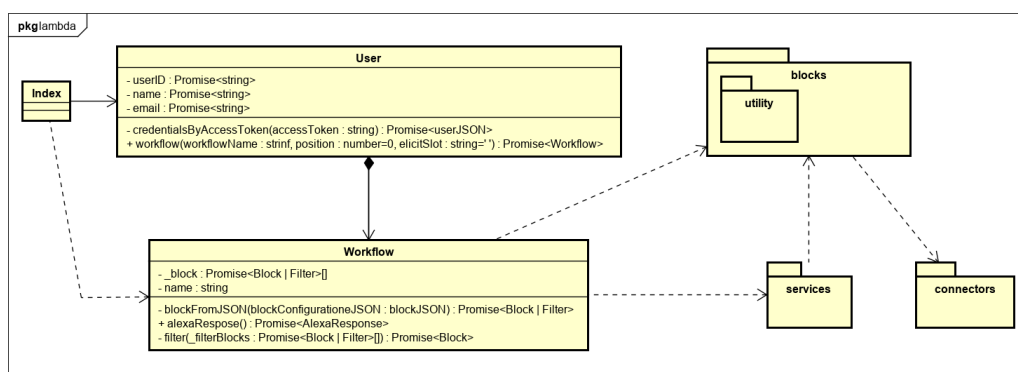 pkg lambda
User
- userID : Promise<string>
- name : Promise<string>
- email : Promise<string>
- credentialsByAccessToken(accessToken : string) : Promise<userJSON>
+ workflow(workflowName : strinf, position : number=0, elicitSlot : string=' ') : Promise<Workflow>
Index
blocks
utility
Workflow
- _block : Promise<Block | Filter>[]
- name : string
- blockFromJSON(blockConfigurationeJSON : blockJSON) : Promise<Block | Filter>
+ alexaRespose() : Promise<AlexaResponse>
- filter(_filterBlocks : Promise<Block | Filter>[]) : Promise<Block>
services
connectors